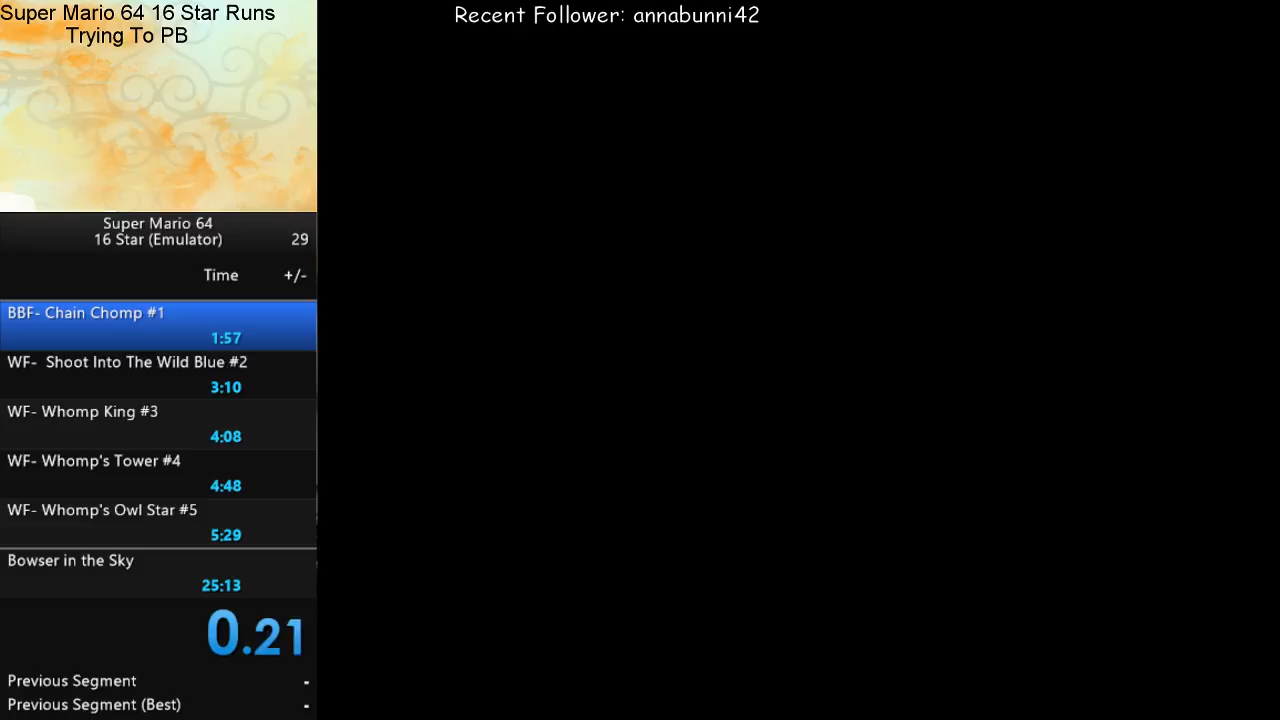 Super Mario 64 16 Star Runs
Trying To PB
Recent Follower: annabunni42
Super Mario 64
16 Star (Emulator) 29
Time +/-
BBF- Chain Chomp #1
1:57
WF- Shoot Into The Wild Blue #2
3:10
WF- Whomp King #3
4:08
WF- Whomp's Tower #4
4:48
WF- Whomp's Owl Star #5
5:29
Bowser in the Sky
25:13
0.21
Previous Segment -
Previous Segment (Best) -